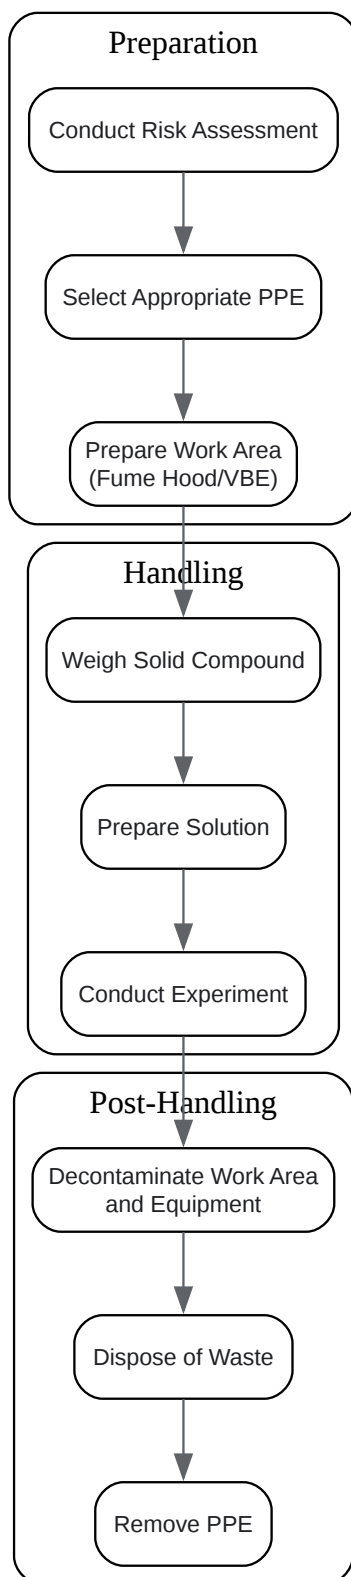 Preparation
Conduct Risk Assessment
Select Appropriate PPE
Prepare Work Area
(Fume Hood/VBE)
Handling
Weigh Solid Compound
Prepare Solution
Conduct Experiment
Post-Handling
Decontaminate Work Area
and Equipment
Dispose of Waste
Remove PPE